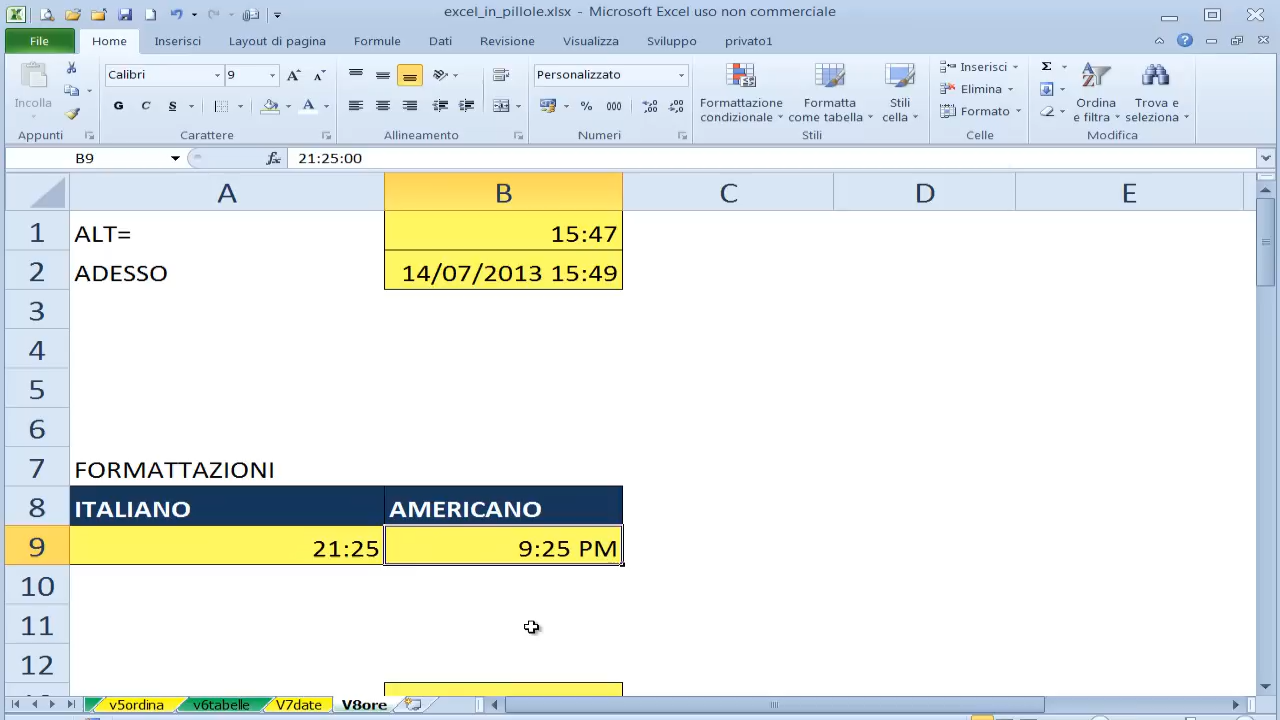 excel_in_pillole.xlsx - Microsoft Excel uso non commerciale
File Home Inserisci Layout di pagina Formule Dati Revisione Visualizza Sviluppo privato1
Incolla
Appunti
Calibri 9
G C S A
Carattere
Allineamento
Personalizzato
% 000
Numeri
Formattazione condizionale
Formatta come tabella
Stili cella
Stili
Inserisci
Elimina
Formato
Celle
Σ
Ordina e filtra
Trova e seleziona
Modifica
B9 fx 21:25:00
A B C D E
1 ALT= 15:47
2 ADESSO 14/07/2013 15:49
3
4
5
6
7 FORMATTAZIONI
8 ITALIANO AMERICANO
9 21:25 9:25 PM
10
11
12
v5ordina v6tabelle V7date V8ore